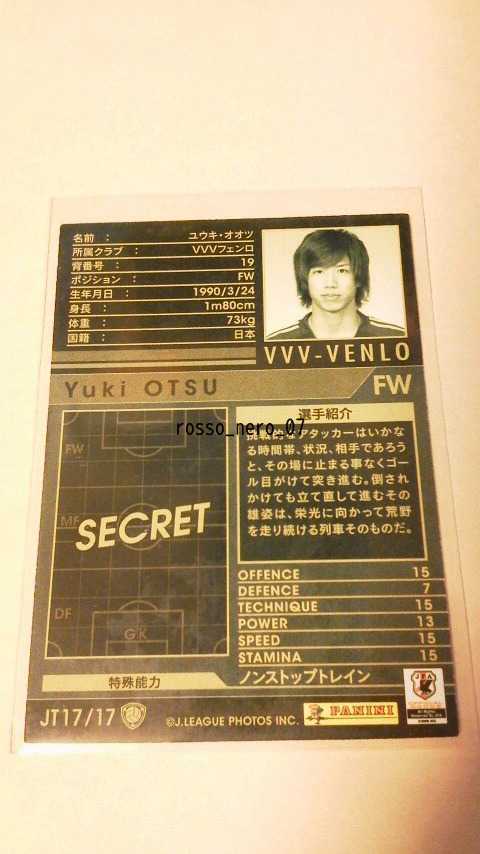 名前 : ユウキ・オオツ
所属クラブ : VVVフェンロ
背番号 : 19
ポジション : FW
生年月日 : 1990/3/24
身長 : 1m80cm
体重 : 73kg
国籍 : 日本
VVV-VENLO
Yuki OTSU FW
選手紹介
rosso_nero_07
挑戦的なアタッカーはいかな
る時間帯、状況、相手であろう
と、その場に止まる事なくゴー
ル目がけて突き進む。倒され
かけても立て直して進むその
雄姿は、栄光に向かって荒野
を走り続ける列車そのものだ。
FW
MF
SECRET
DF
GK
OFFENCE 15
DEFENCE 7
TECHNIQUE 15
POWER 13
SPEED 15
STAMINA 15
特殊能力 ノンストップトレイン
JT17/17 ©J.LEAGUE PHOTOS INC. PANINI
JFA